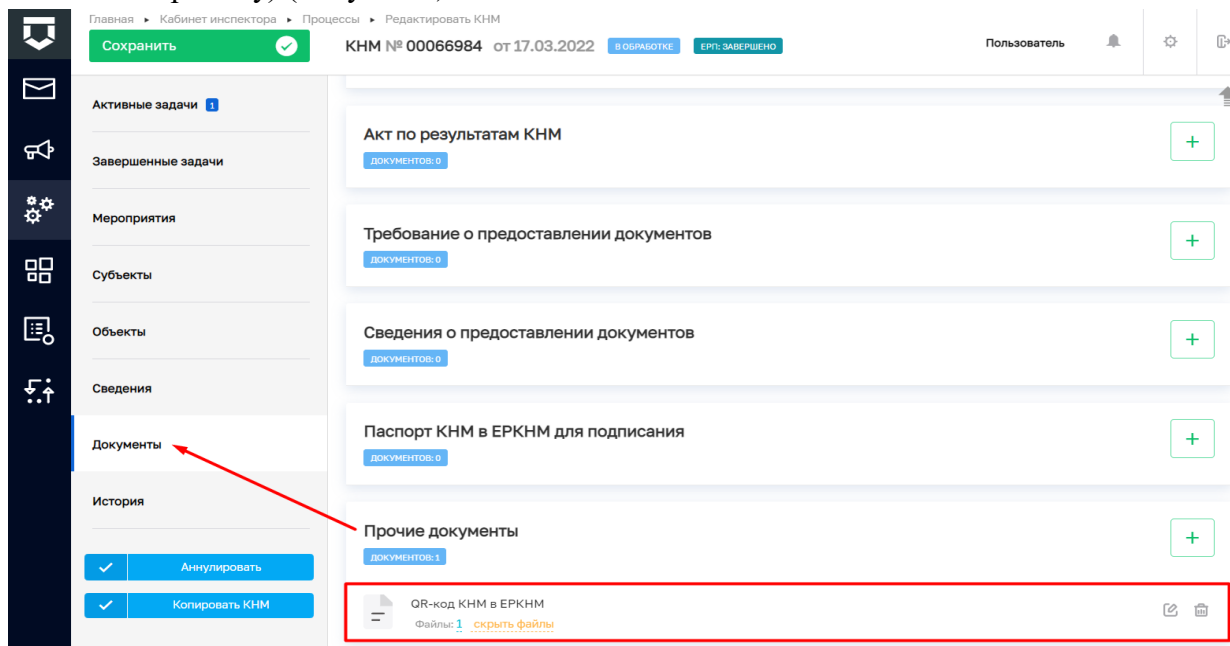 Главная ▸ Кабинет инспектора ▸ Процессы ▸ Редактировать КНМ
Сохранить
КНМ № 00066984 от 17.03.2022 В ОБРАБОТКЕ ЕРП: ЗАВЕРШЕНО
Пользователь
Активные задачи 1
Завершенные задачи
Мероприятия
Субъекты
Объекты
Сведения
Документы
История
Аннулировать
Копировать КНМ
Акт по результатам КНМ
ДОКУМЕНТОВ: 0
Требование о предоставлении документов
ДОКУМЕНТОВ: 0
Сведения о предоставлении документов
ДОКУМЕНТОВ: 0
Паспорт КНМ в ЕРКНМ для подписания
ДОКУМЕНТОВ: 0
Прочие документы
ДОКУМЕНТОВ: 1
QR-код КНМ в ЕРКНМ
Файлы: 1 скрыть файлы